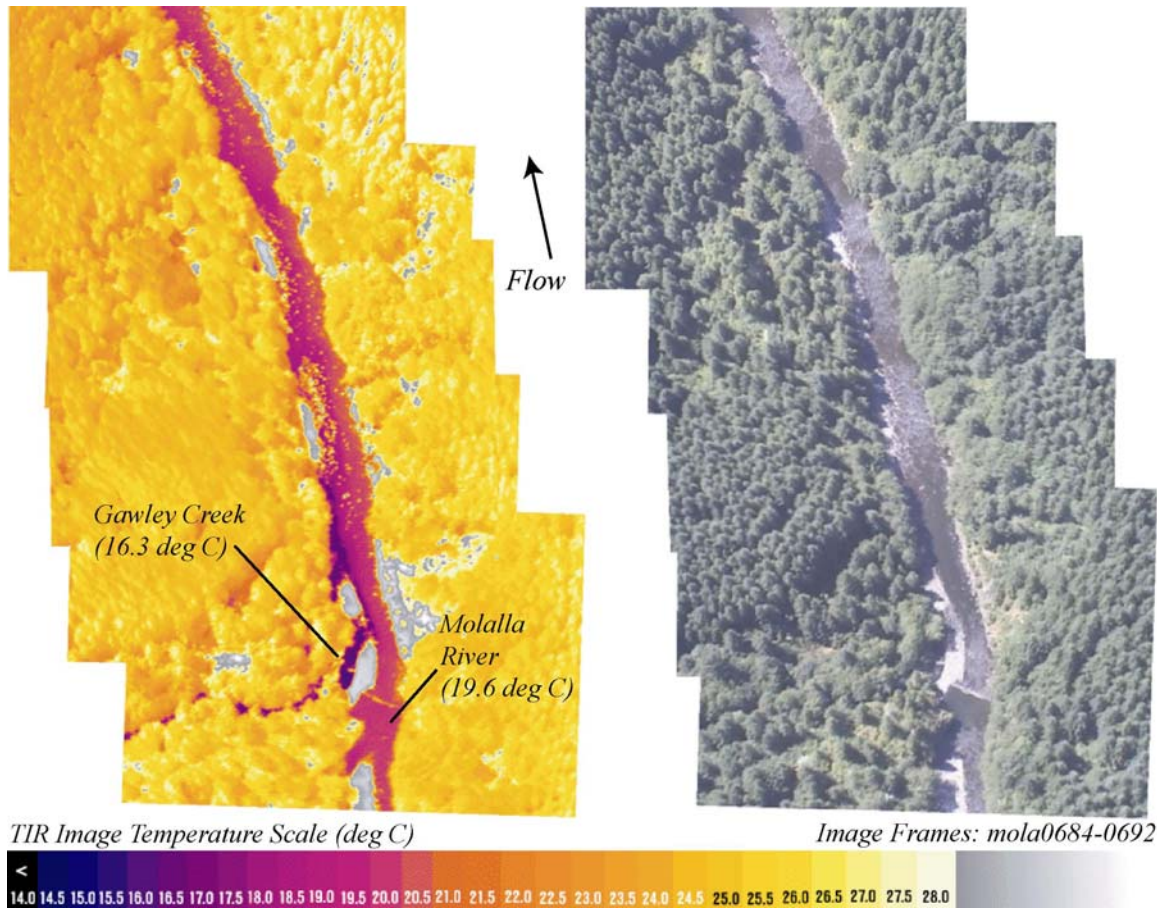 Flow
Gawley Creek
(16.3 deg C)
Molalla
River
(19.6 deg C)
TIR Image Temperature Scale (deg C)
Image Frames: mola0684-0692
<
14.0 14.5 15.0 15.5 16.0 16.5 17.0 17.5 18.0 18.5 19.0 19.5 20.0 20.5 21.0 21.5 22.0 22.5 23.0 23.5 24.0 24.5 25.0 25.5 26.0 26.5 27.0 27.5 28.0